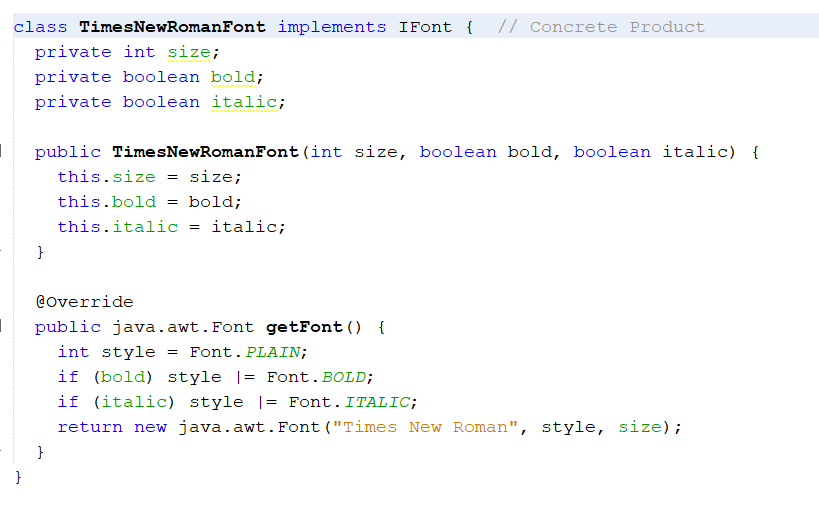 class TimesNewRomanFont implements IFont {  // Concrete Product
  private int size;
  private boolean bold;
  private boolean italic;

  public TimesNewRomanFont(int size, boolean bold, boolean italic) {
    this.size = size;
    this.bold = bold;
    this.italic = italic;
  }

  @Override
  public java.awt.Font getFont() {
    int style = Font.PLAIN;
    if (bold) style |= Font.BOLD;
    if (italic) style |= Font.ITALIC;
    return new java.awt.Font("Times New Roman", style, size);
  }
}